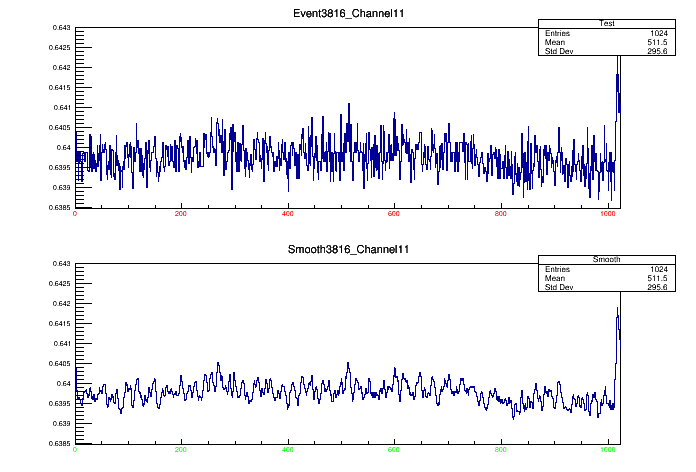 Event3816_Channel11
Test
Entries 1024
Mean 511.5
Std Dev 295.6
0.643
0.6425
0.642
0.6415
0.641
0.6405
0.64
0.6395
0.639
0.6385
0 200 400 600 800 1000
Smooth3816_Channel11
Smooth
Entries 1024
Mean 511.5
Std Dev 295.6
0.643
0.6425
0.642
0.6415
0.641
0.6405
0.64
0.6395
0.639
0.6385
0 200 400 600 800 1000